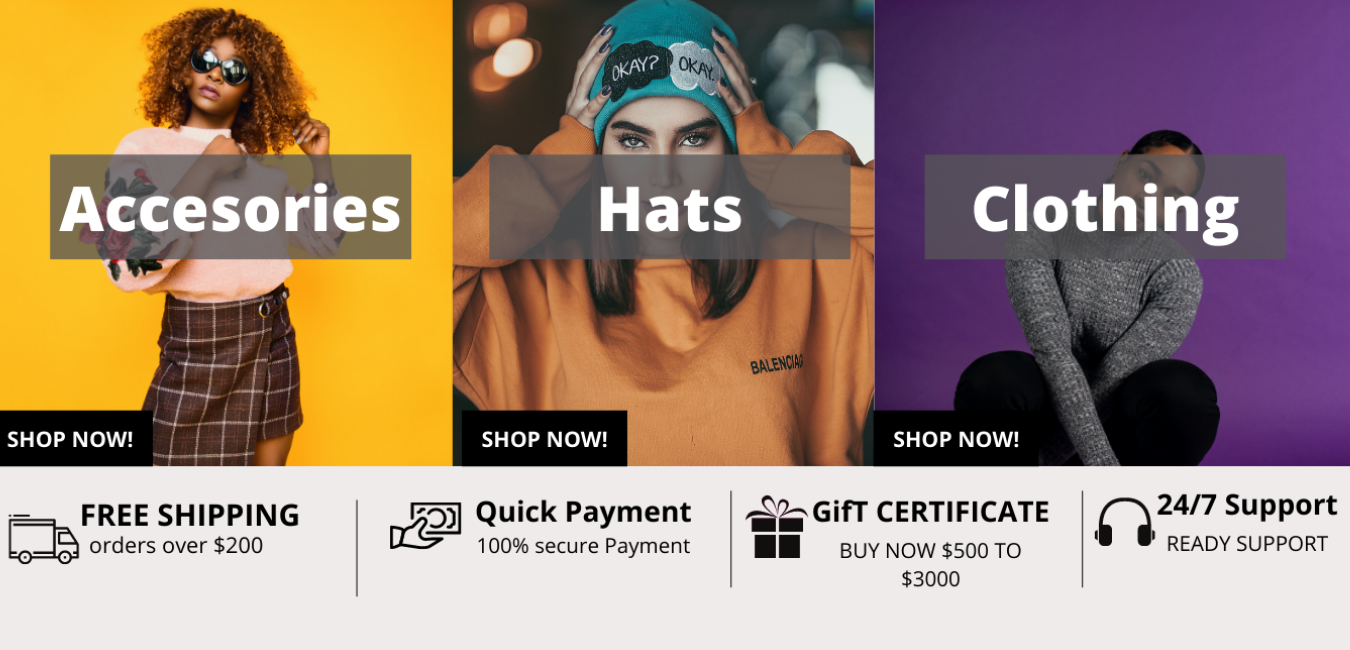 OKAY? OKAY.
Accesories
Hats
Clothing
BALENCIAG
SHOP NOW!
SHOP NOW!
SHOP NOW!
FREE SHIPPING
orders over $200
Quick Payment
100% secure Payment
GifT CERTIFICATE
BUY NOW $500 TO
$3000
24/7 Support
READY SUPPORT